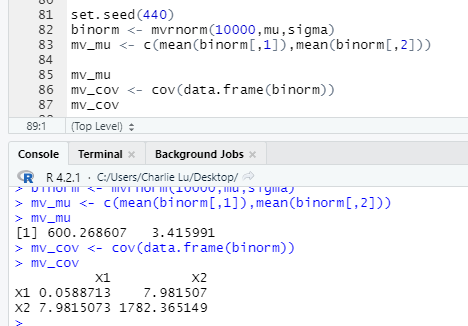 81 set.seed(440)
82 binorm <- mvrnorm(10000,mu,sigma)
83 mv_mu <- c(mean(binorm[,1]),mean(binorm[,2]))
84
85 mv_mu
86 mv_cov <- cov(data.frame(binorm))
87 mv_cov
89:1 (Top Level)
Console Terminal Background Jobs
R 4.2.1 · C:/Users/Charlie Lu/Desktop/
> binorm <- mvrnorm(10000,mu,sigma)
> mv_mu <- c(mean(binorm[,1]),mean(binorm[,2]))
> mv_mu
[1] 600.268607 3.415991
> mv_cov <- cov(data.frame(binorm))
> mv_cov
X1 X2
X1 0.0588713 7.981507
X2 7.9815073 1782.365149
>